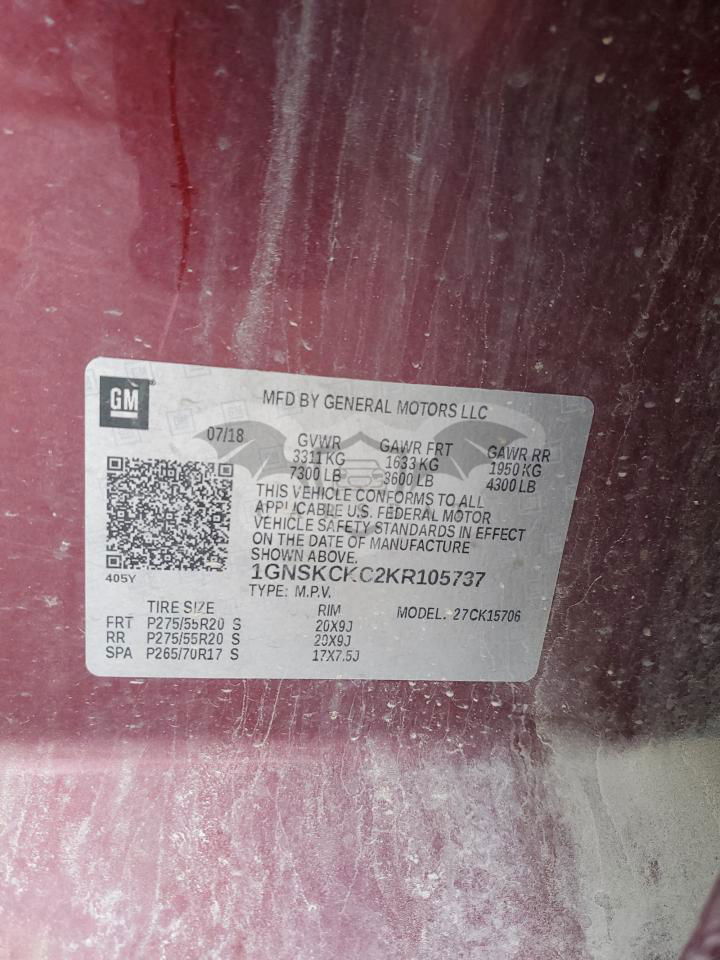 GM
MFD BY GENERAL MOTORS LLC
07/18 GVWR GAWR FRT GAWR RR
3311 KG 1633 KG 1950 KG
7300 LB 3600 LB 4300 LB
THIS VEHICLE CONFORMS TO ALL
APPLICABLE U.S. FEDERAL MOTOR
VEHICLE SAFETY STANDARDS IN EFFECT
ON THE DATE OF MANUFACTURE
SHOWN ABOVE.
405Y
1GNSKCKC2KR105737
TYPE: M.P.V.
TIRE SIZE RIM MODEL: 27CK15706
FRT P275/55R20 S 20X9J
RR P275/55R20 S 20X9J
SPA P265/70R17 S 17X7.5J